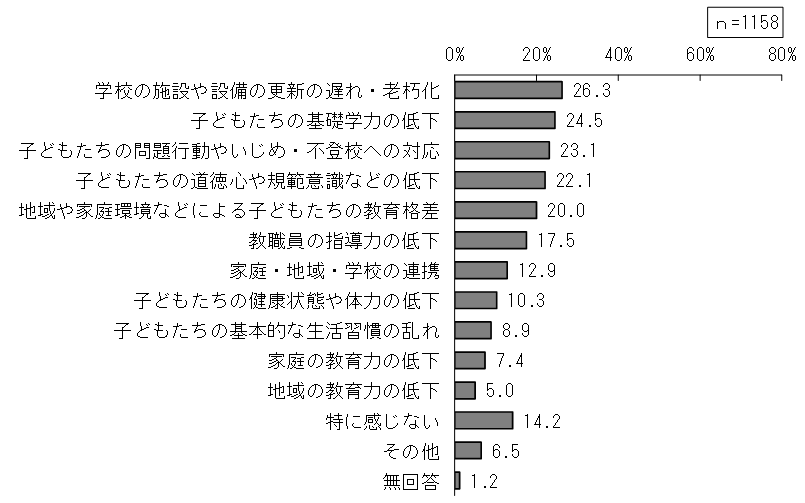 n=1158
0% 20% 40% 60% 80%
学校の施設や設備の更新の遅れ・老朽化 26.3
子どもたちの基礎学力の低下 24.5
子どもたちの問題行動やいじめ・不登校への対応 23.1
子どもたちの道徳心や規範意識などの低下 22.1
地域や家庭環境などによる子どもたちの教育格差 20.0
教職員の指導力の低下 17.5
家庭・地域・学校の連携 12.9
子どもたちの健康状態や体力の低下 10.3
子どもたちの基本的な生活習慣の乱れ 8.9
家庭の教育力の低下 7.4
地域の教育力の低下 5.0
特に感じない 14.2
その他 6.5
無回答 1.2